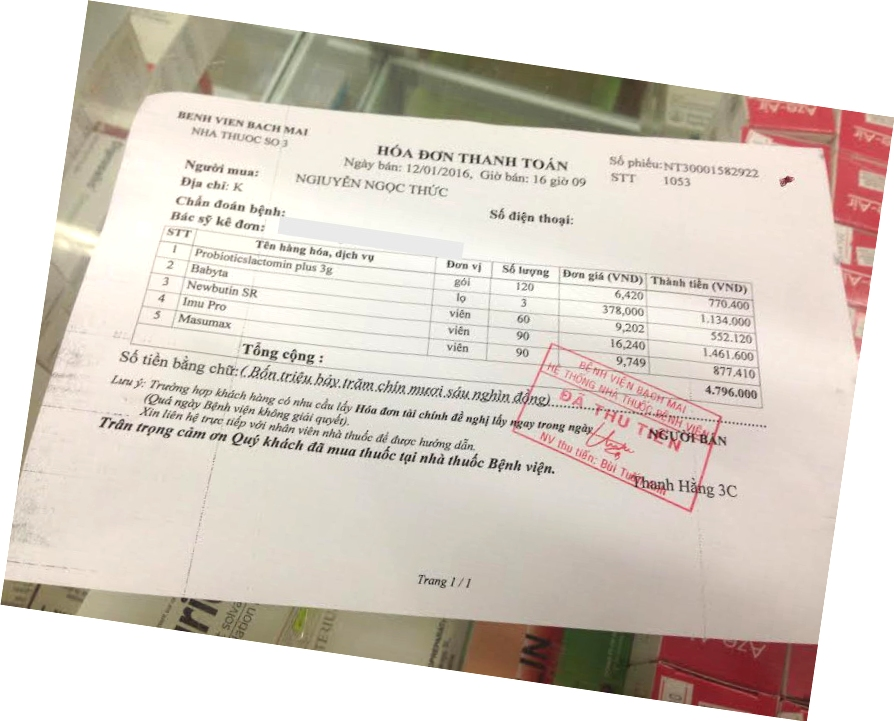 BENH VIEN BACH MAI
NHA THUOC SO 3
HÓA ĐƠN THANH TOÁN
Số phiếu: NT30001582922
Ngày bán: 12/01/2016, Giờ bán: 16 giờ 09
STT 1053
Người mua: NGIUYÊN NGỌC THỨC
Địa chỉ: K
Số điện thoại:
Chẩn đoán bệnh:
Bác sỹ kê đơn:
STT Tên hàng hóa, dịch vụ Đơn vị Số lượng Đơn giá (VND) Thành tiền (VND)
1 Probioticslactomin plus 3g gói 120 6,420 770.400
2 Babyta lọ 3 378,000 1.134.000
3 Newbutin SR viên 60 9,202 552.120
4 Imu Pro viên 90 16,240 1.461.600
5 Masumax viên 90 9,749 877.410
Tổng cộng : 4.796.000
Số tiền bằng chữ: ( Bốn triệu bảy trăm chín mươi sáu nghìn đồng)
Lưu ý: Trường hợp khách hàng có nhu cầu lấy Hóa đơn tài chính đề nghị lấy ngay trong ngày
(Quá ngày Bệnh viện không giải quyết).
Xin liên hệ trực tiếp với nhân viên nhà thuốc để được hướng dẫn.
Trân trọng cảm ơn Quý khách đã mua thuốc tại nhà thuốc Bệnh viện.
NGƯỜI BÁN
Thanh Hằng 3C
BỆNH VIỆN BẠCH MAI
HỆ THỐNG NHÀ THUỐC BỆNH VIỆN
ĐÃ THU TIỀN
NV thu tiền: Bùi
Trang 1 / 1